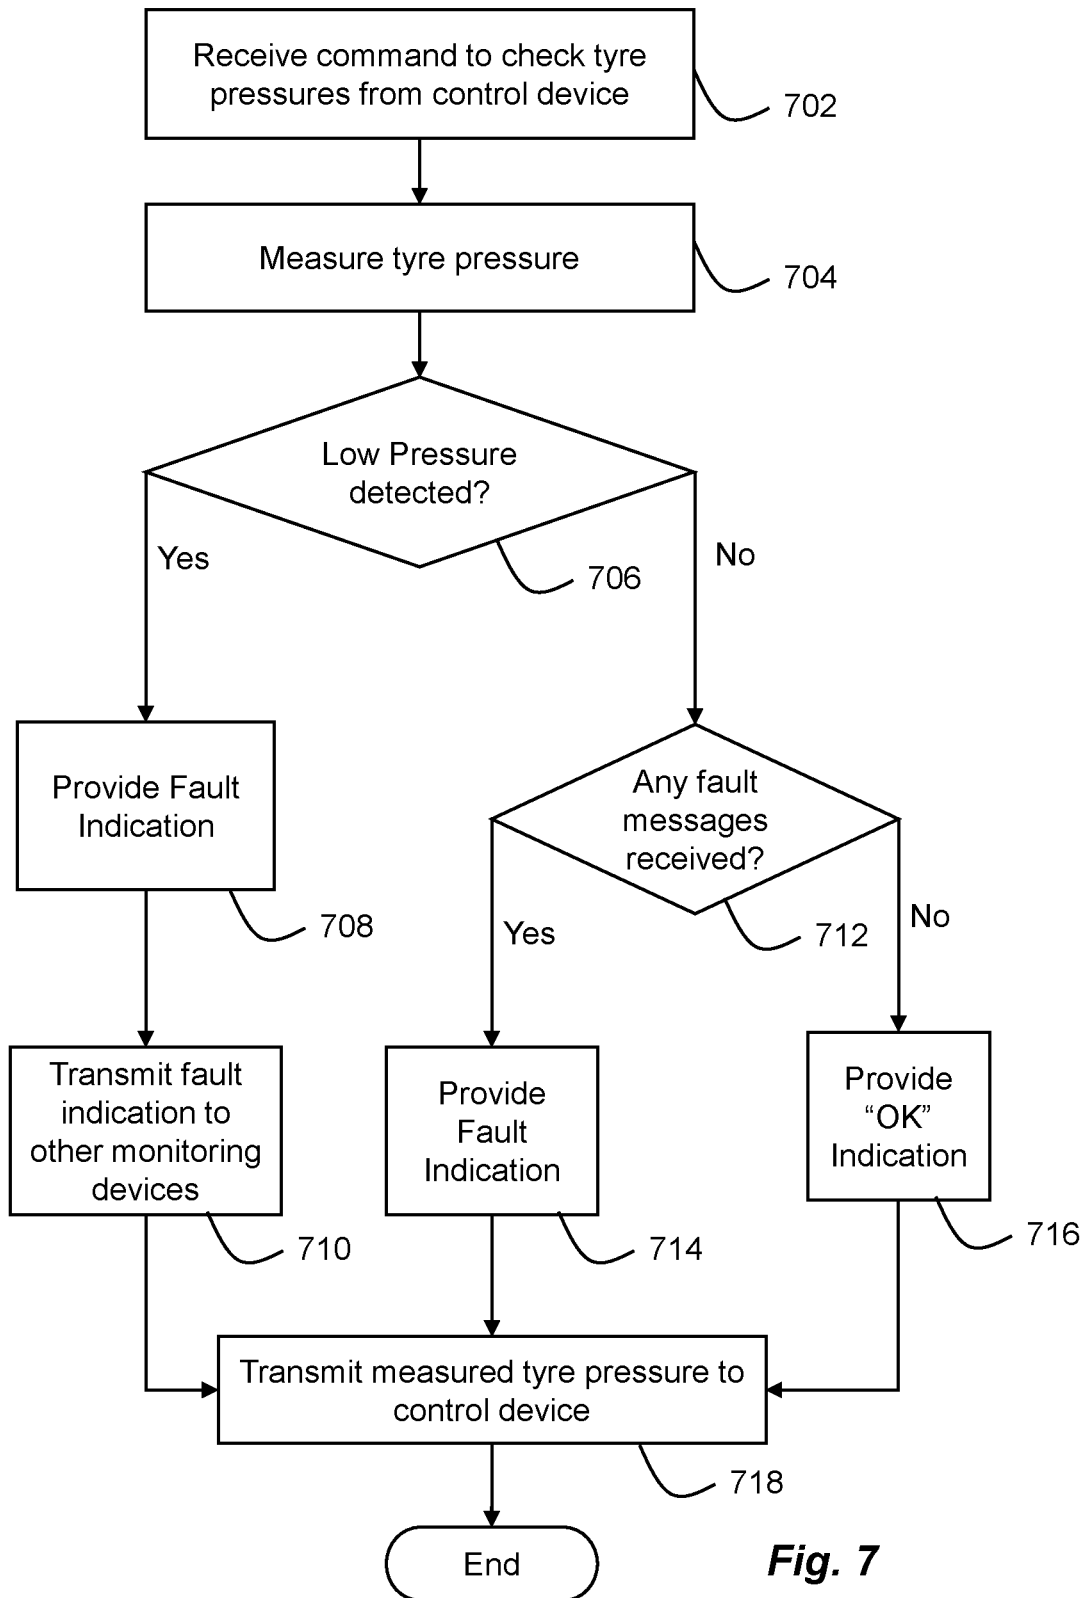 Receive command to check tyre
pressures from control device
702
Measure tyre pressure
704
Low Pressure
detected?
706
Yes
No
Provide Fault
Indication
708
Any fault
messages
received?
712
Yes
No
Transmit fault
indication to
other monitoring
devices
710
Provide
Fault
Indication
714
Provide
“OK”
Indication
716
Transmit measured tyre pressure to
control device
718
End
Fig. 7